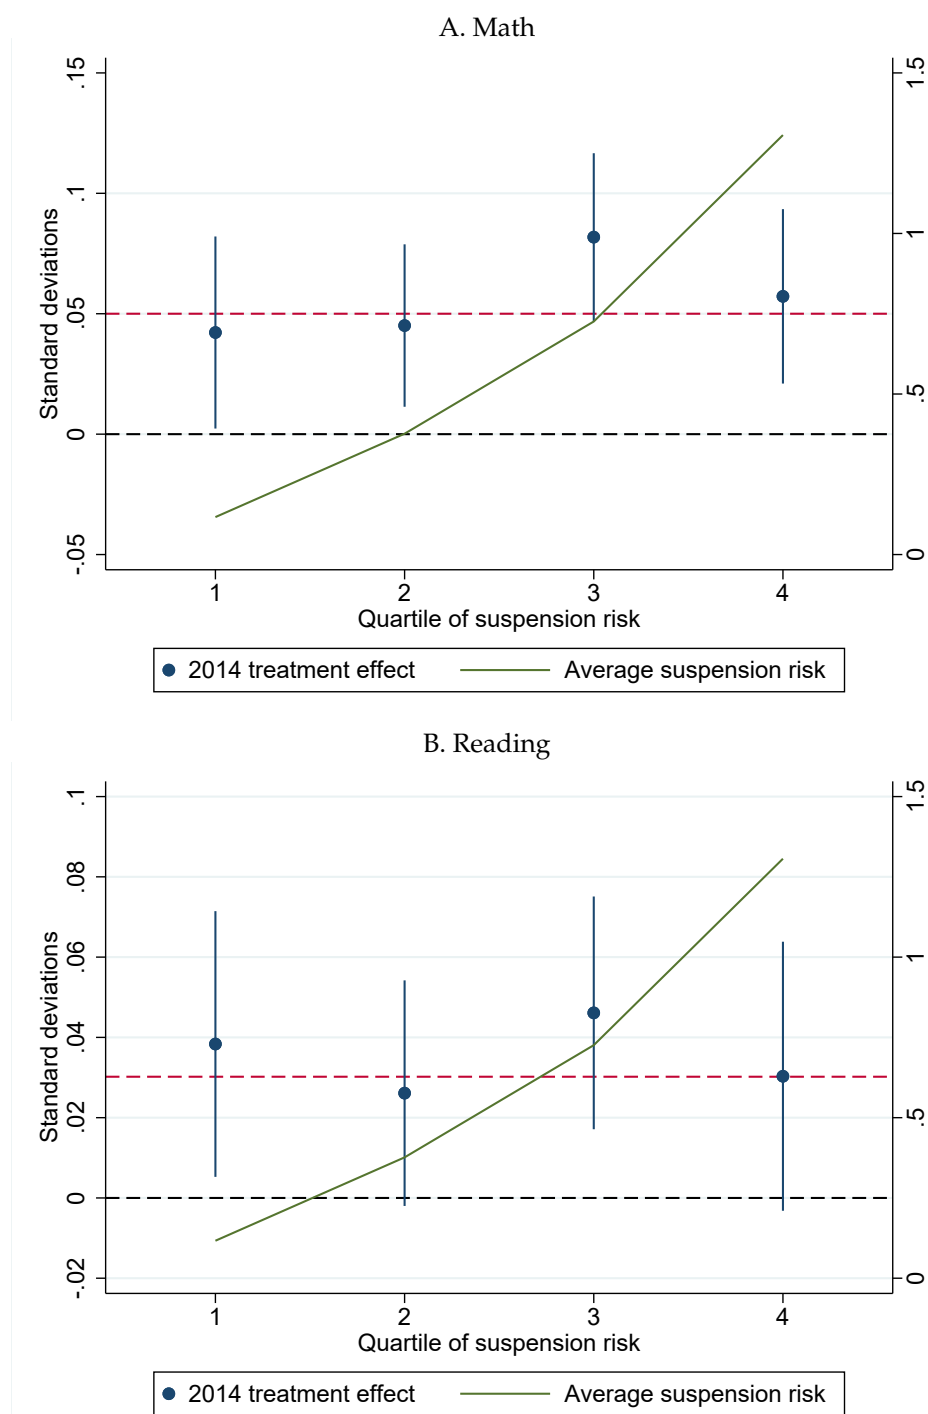 A. Math
.15
.1
.05
0
-.05
Standard deviations
1.5
1
.5
0
1 2 3 4
Quartile of suspension risk
2014 treatment effect Average suspension risk
B. Reading
.1
.08
.06
.04
.02
0
-.02
Standard deviations
1.5
1
.5
0
1 2 3 4
Quartile of suspension risk
2014 treatment effect Average suspension risk